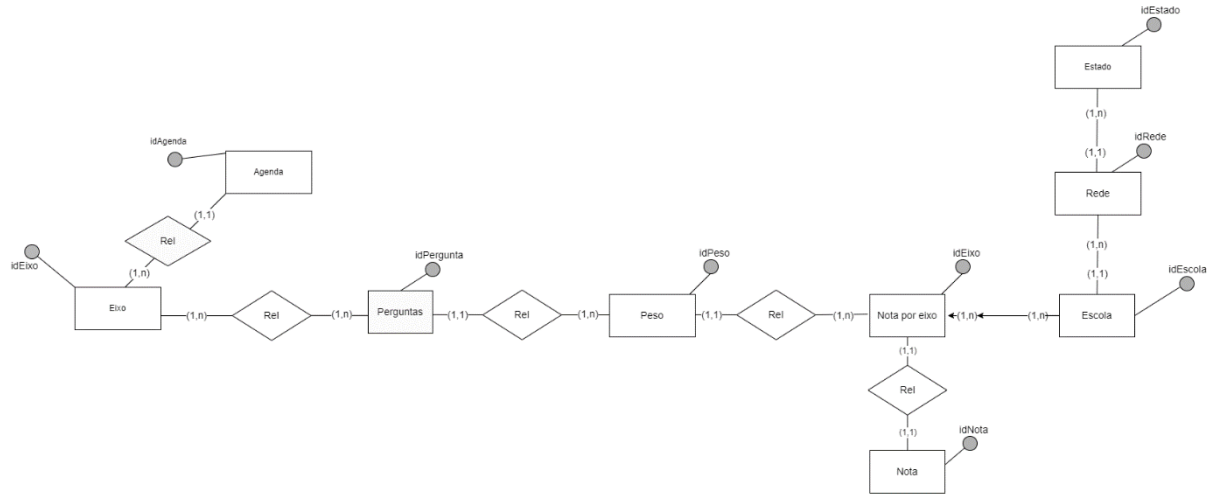 idEstado
Estado
(1,n)
idRede
(1,1)
Rede
(1,n)
(1,1)
idEscola
Escola
idAgenda
Agenda
(1,1)
Rel
(1,n)
idEixo
Eixo
(1,n)
Rel
(1,n)
idPergunta
Perguntas
(1,1)
Rel
(1,n)
idPeso
Peso
(1,1)
Rel
(1,n)
idEixo
Nota por eixo
(1,n)
(1,n)
(1,1)
Rel
(1,1)
idNota
Nota